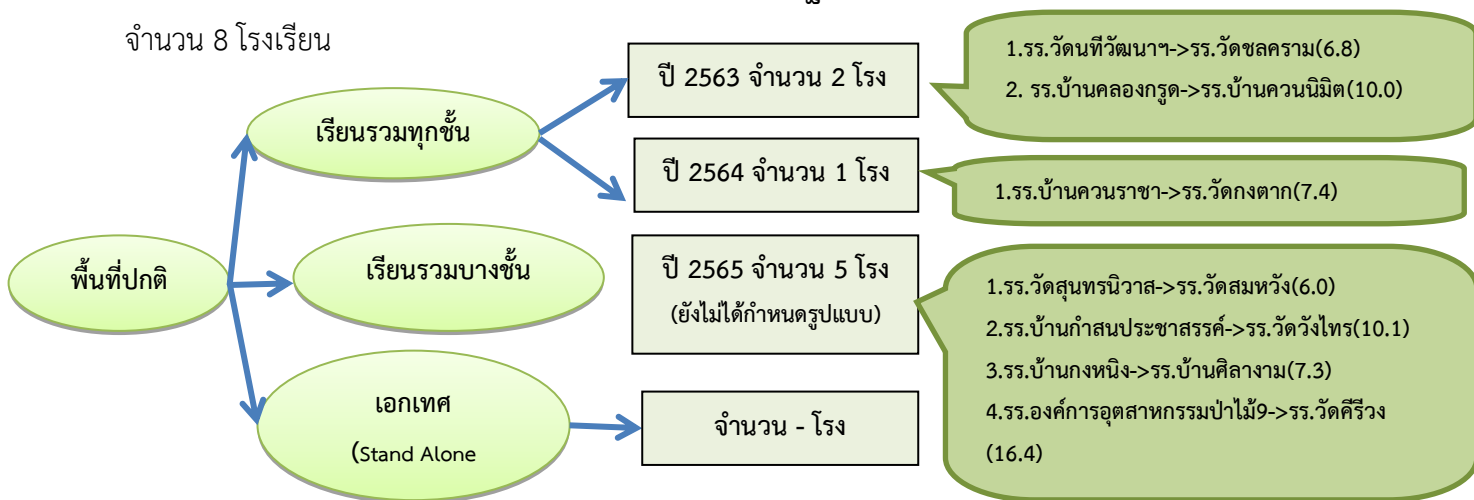 จำนวน 8 โรงเรียน
ปี 2563 จำนวน 2 โรง
1.รร.วัดนทีวัฒนาฯ->รร.วัดชลคราม(6.8)
2. รร.บ้านคลองกรูด->รร.บ้านควนนิมิต(10.0)
เรียนรวมทุกชั้น
ปี 2564 จำนวน 1 โรง
1.รร.บ้านควนราชา->รร.วัดกงตาก(7.4)
พื้นที่ปกติ
เรียนรวมบางชั้น
ปี 2565 จำนวน 5 โรง
(ยังไม่ได้กำหนดรูปแบบ)
1.รร.วัดสุนทรนิวาส->รร.วัดสมหวัง(6.0)
2.รร.บ้านกำสนประชาสรรค์->รร.วัดวังไทร(10.1)
3.รร.บ้านกงหนิง->รร.บ้านศิลางาม(7.3)
4.รร.องค์การอุตสาหกรรมป่าไม้9->รร.วัดคีรีวง
(16.4)
เอกเทศ
(Stand Alone
จำนวน - โรง